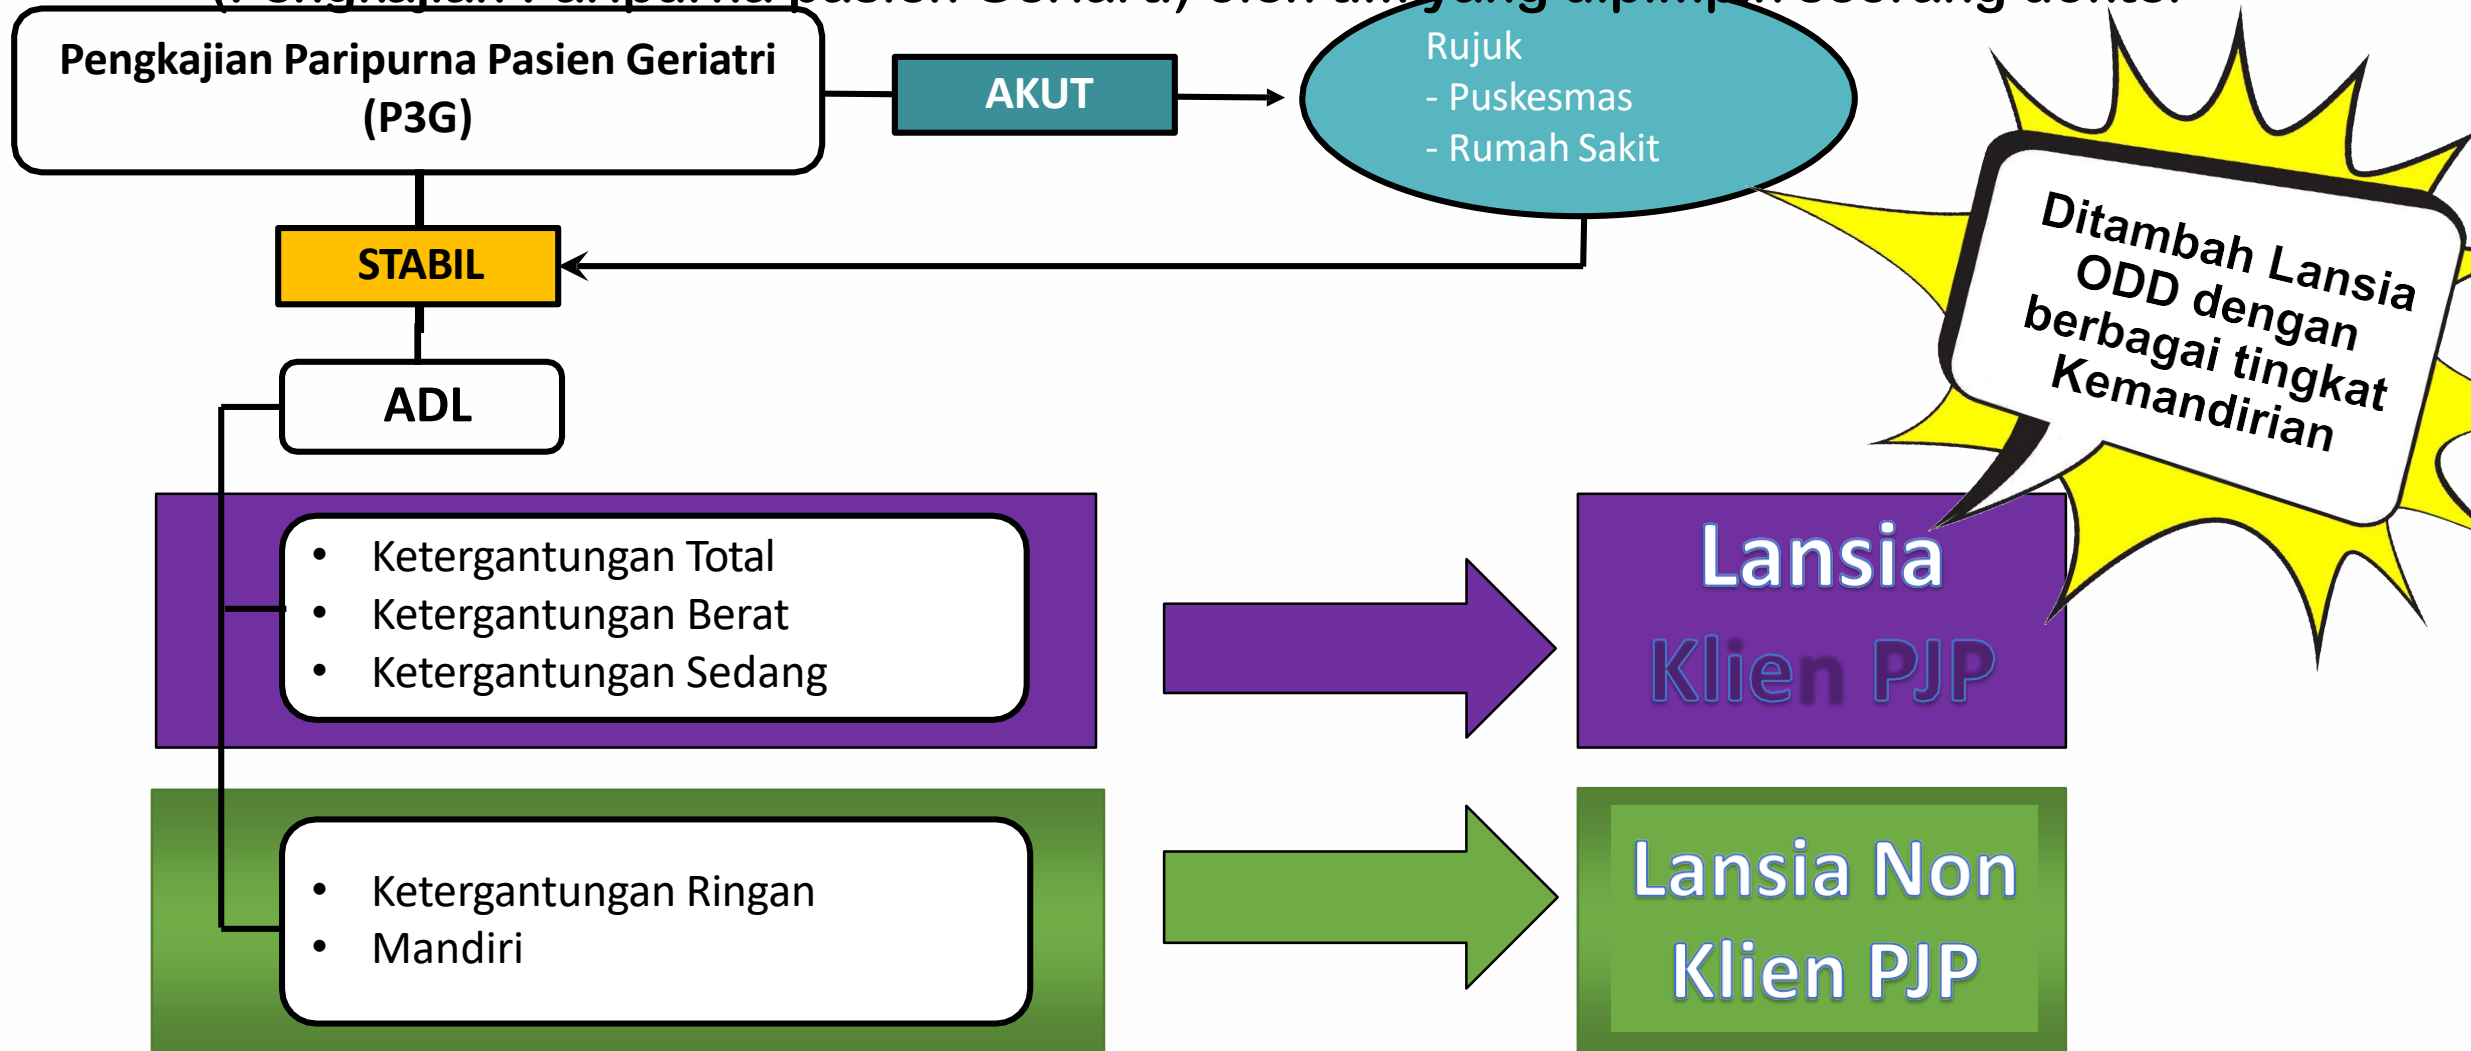 Pengkajian Paripurna Pasien Geriatri
(P3G)
AKUT
Rujuk
- Puskesmas
- Rumah Sakit
Ditambah Lansia
ODD dengan
berbagai tingkat
Kemandirian
STABIL
ADL
• Ketergantungan Total
• Ketergantungan Berat
• Ketergantungan Sedang
Lansia
Klien PJP
• Ketergantungan Ringan
• Mandiri
Lansia Non
Klien PJP